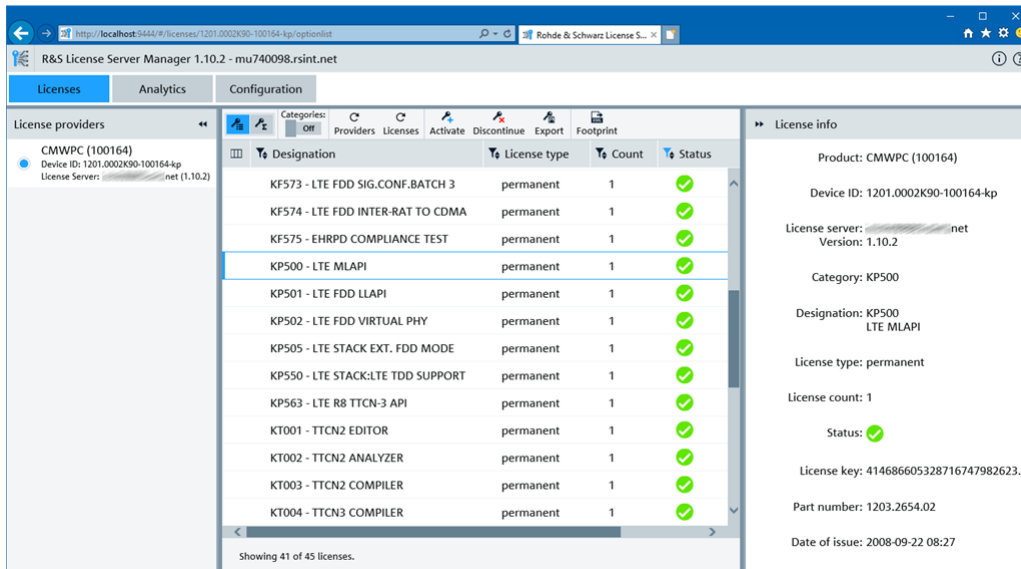 http://localhost:9444/#/licenses/1201.0002K90-100164-kp/optionlist
Rohde & Schwarz License S...
R&S License Server Manager 1.10.2 - mu740098.rsint.net
Licenses
Analytics
Configuration
License providers
CMWPC (100164)
Device ID: 1201.0002K90-100164-kp
License Server: net (1.10.2)
Categories:
Off
Providers
Licenses
Activate
Discontinue
Export
Footprint
Designation License type Count Status
KF573 - LTE FDD SIG.CONF.BATCH 3 permanent 1
KF574 - LTE FDD INTER-RAT TO CDMA permanent 1
KF575 - EHRPD COMPLIANCE TEST permanent 1
KP500 - LTE MLAPI permanent 1
KP501 - LTE FDD LLAPI permanent 1
KP502 - LTE FDD VIRTUAL PHY permanent 1
KP505 - LTE STACK EXT. FDD MODE permanent 1
KP550 - LTE STACK:LTE TDD SUPPORT permanent 1
KP563 - LTE R8 TTCN-3 API permanent 1
KT001 - TTCN2 EDITOR permanent 1
KT002 - TTCN2 ANALYZER permanent 1
KT003 - TTCN2 COMPILER permanent 1
KT004 - TTCN3 COMPILER permanent 1
Showing 41 of 45 licenses.
License info
Product: CMWPC (100164)
Device ID: 1201.0002K90-100164-kp
License server: net
Version: 1.10.2
Category: KP500
Designation: KP500
LTE MLAPI
License type: permanent
License count: 1
Status:
License key: 414686605328716747982623.
Part number: 1203.2654.02
Date of issue: 2008-09-22 08:27